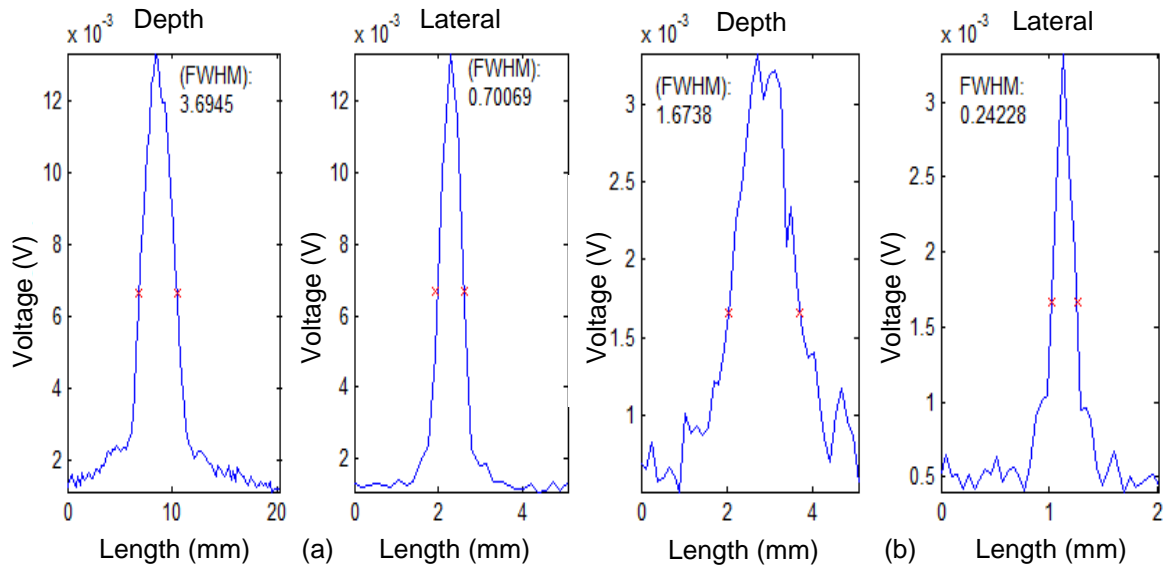 Depth
x 10⁻³
(FWHM):
3.6945
12
10
8
6
4
2
0
10
20
Voltage (V)
Length (mm)
Lateral
x 10⁻³
(FWHM):
0.70069
12
10
8
6
4
2
0
2
4
Voltage (V)
Length (mm)
(a)
Depth
x 10⁻³
(FWHM):
1.6738
3
2.5
2
1.5
1
0
2
4
Voltage (V)
Length (mm)
Lateral
x 10⁻³
FWHM:
0.24228
3
2.5
2
1.5
1
0.5
0
1
2
Voltage (V)
Length (mm)
(b)